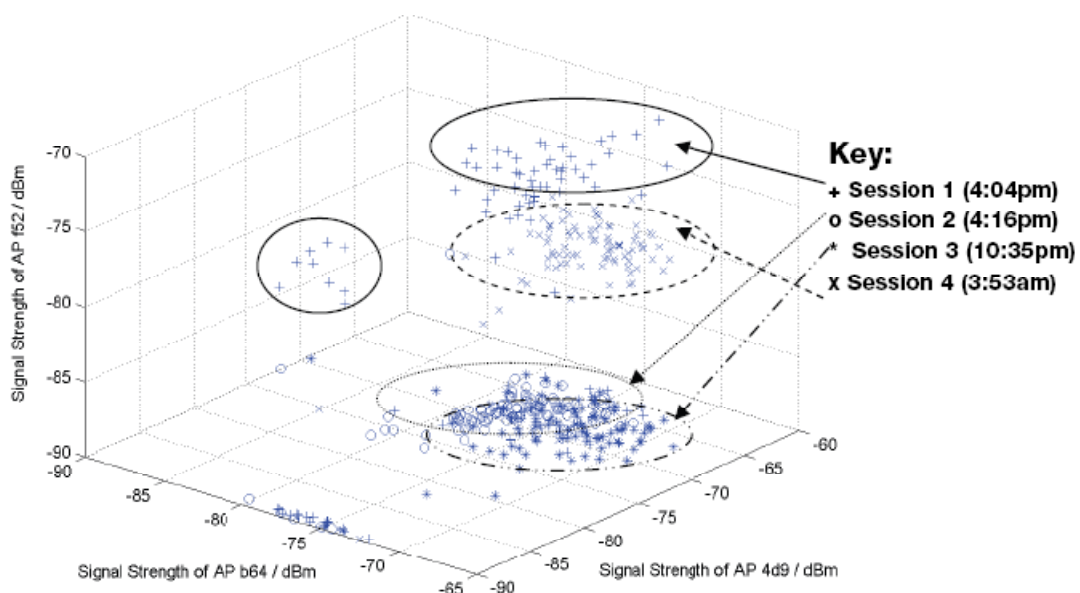 -70
-75
-80
-85
-90
Signal Strength of AP f52 / dBm
-90
-85
-80
-75
-70
-65
Signal Strength of AP b64 / dBm
-90
-85
-80
-75
-70
-65
-60
Signal Strength of AP 4d9 / dBm
Key:
+ Session 1 (4:04pm)
o Session 2 (4:16pm)
* Session 3 (10:35pm)
x Session 4 (3:53am)